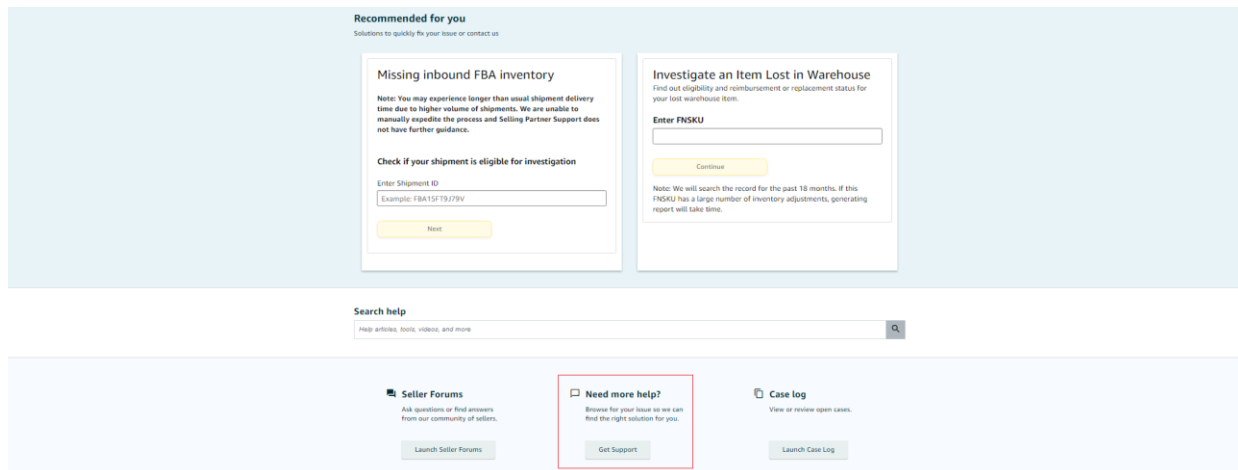 Recommended for you
Solutions to quickly fix your issue or contact us
Missing inbound FBA inventory
Note: You may experience longer than usual shipment delivery
time due to higher volume of shipments. We are unable to
manually expedite the process and Selling Partner Support does
not have further guidance.
Check if your shipment is eligible for investigation
Enter Shipment ID
Example: FBA15FT9J79V
Next
Investigate an Item Lost in Warehouse
Find out eligibility and reimbursement or replacement status for
your lost warehouse item.
Enter FNSKU
Continue
Note: We will search the record for the past 18 months. If this
FNSKU has a large number of inventory adjustments, generating
report will take time.
Search help
Help articles, tools, videos, and more
Seller Forums
Ask questions or find answers
from our community of sellers.
Launch Seller Forums
Need more help?
Browse for your issue so we can
find the right solution for you.
Get Support
Case log
View or review open cases.
Launch Case Log